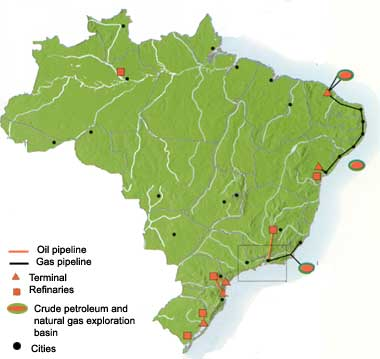 Oil pipeline
Gas pipeline
Terminal
Refinaries
Crude petroleum and
natural gas exploration
basin
Cities